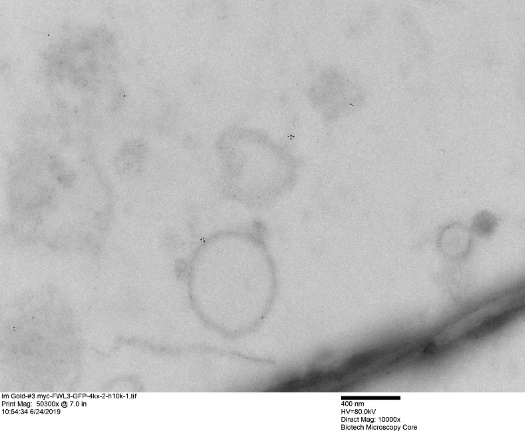 im Gold-#3 myc-FWL3-GFP-4kx-2-h10k-1.tif
Print Mag: 50300x @ 7.0 in
10:54:34 6/24/2019
400 nm
HV=80.0kV
Direct Mag: 10000x
Biotech Microscopy Core